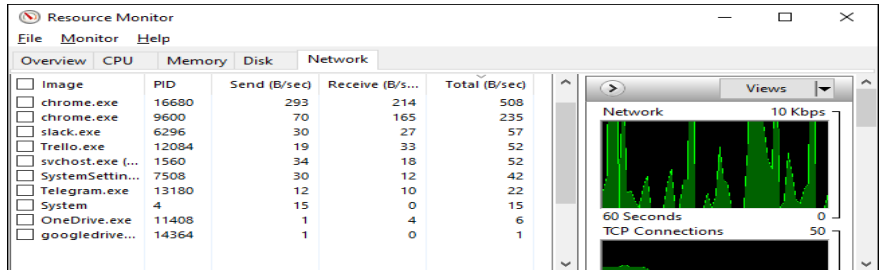 Resource Monitor
File Monitor Help
Overview CPU Memory Disk Network
Image PID Send (B/sec) Receive (B/s... Total (B/sec)
chrome.exe 16680 293 214 508
chrome.exe 9600 70 165 235
slack.exe 6296 30 27 57
Trello.exe 12084 19 33 52
svchost.exe (... 1560 34 18 52
SystemSettin... 7508 30 12 42
Telegram.exe 13180 12 10 22
System 4 15 0 15
OneDrive.exe 11408 1 4 6
googledrive... 14364 1 0 1
Views
Network 10 Kbps
60 Seconds 0
TCP Connections 50